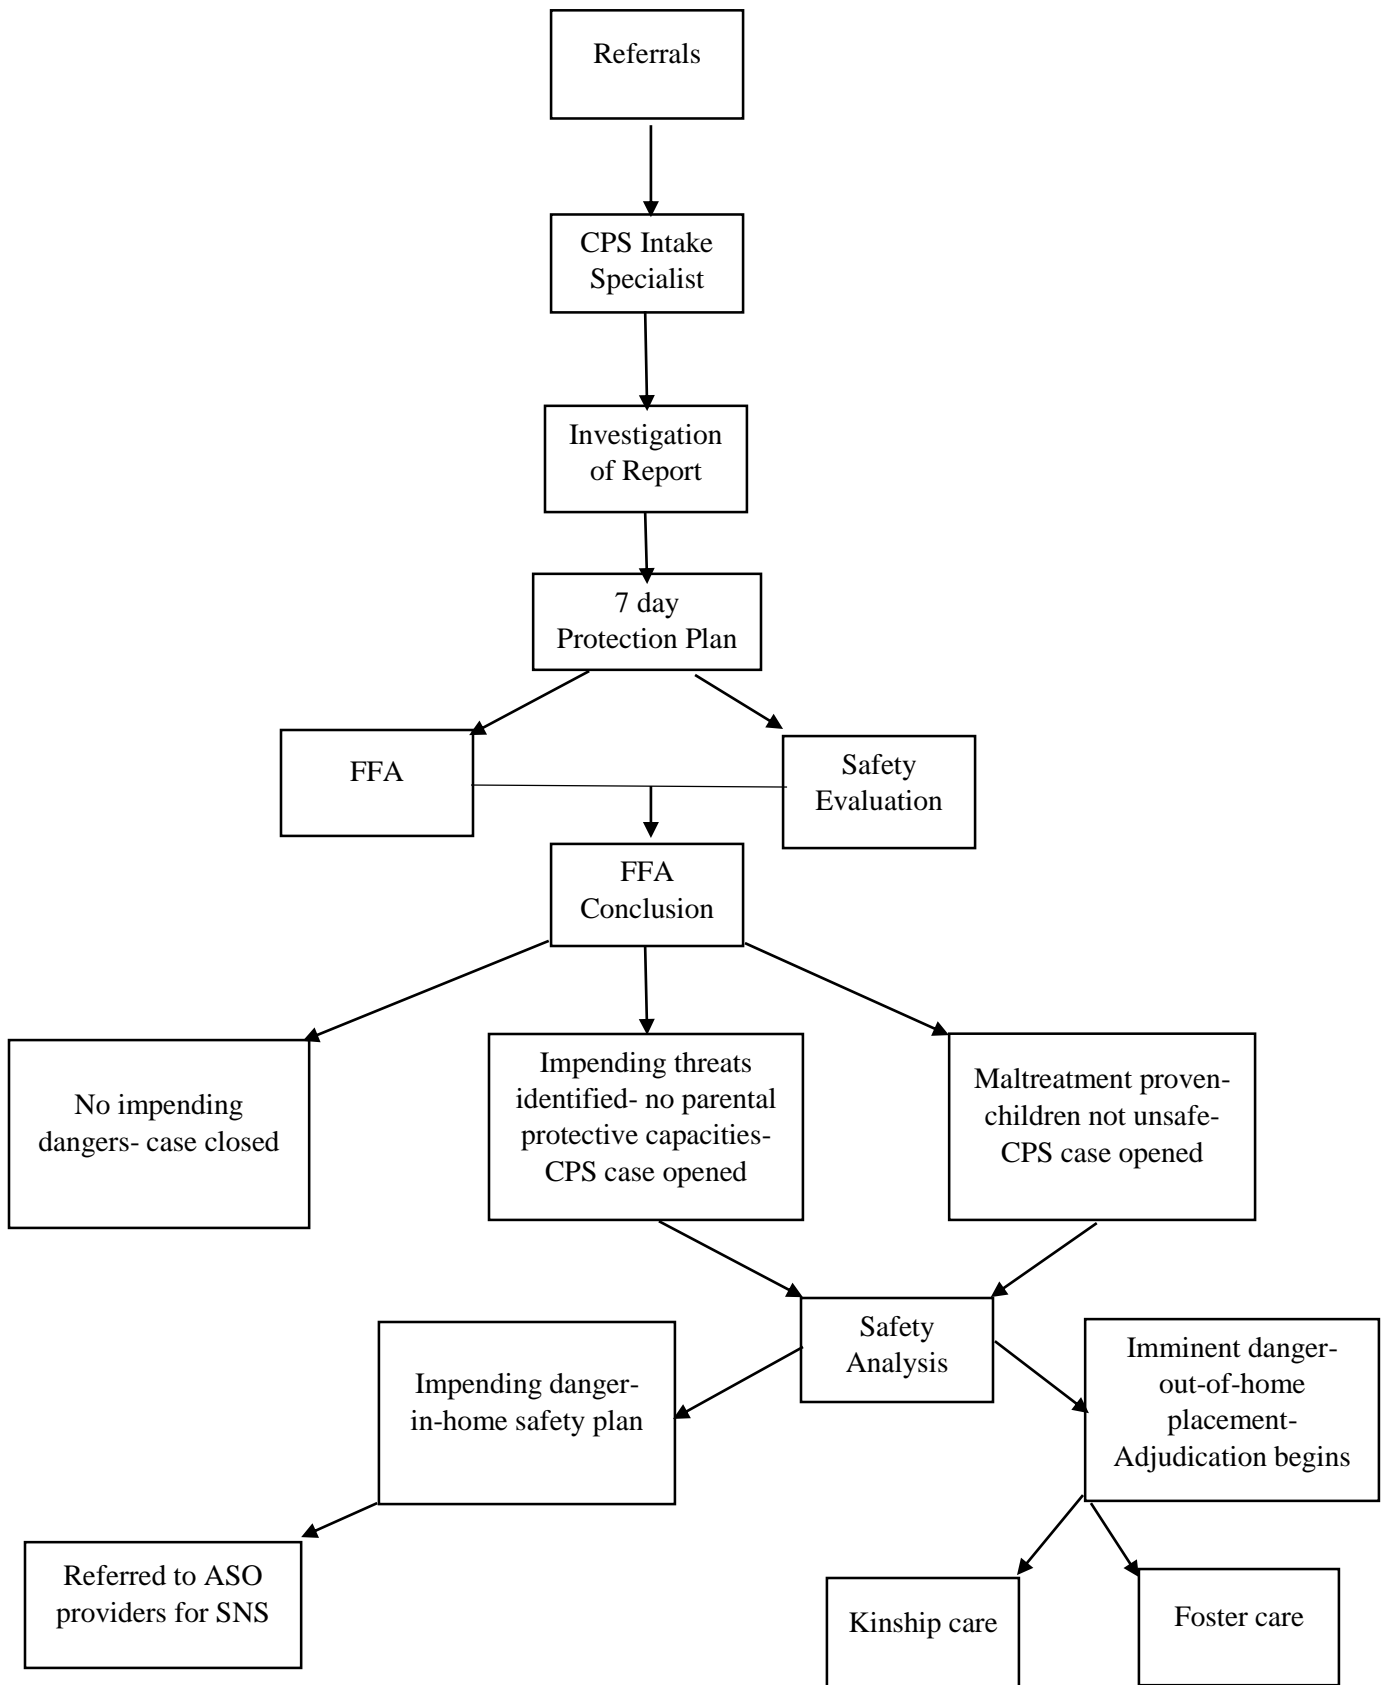 Referrals
CPS Intake
Specialist
Investigation
of Report
7 day
Protection Plan
FFA
Safety
Evaluation
FFA
Conclusion
No impending
dangers- case closed
Impending threats
identified- no parental
protective capacities-
CPS case opened
Maltreatment proven-
children not unsafe-
CPS case opened
Safety
Analysis
Impending danger-
in-home safety plan
Imminent danger-
out-of-home
placement-
Adjudication begins
Referred to ASO
providers for SNS
Kinship care
Foster care